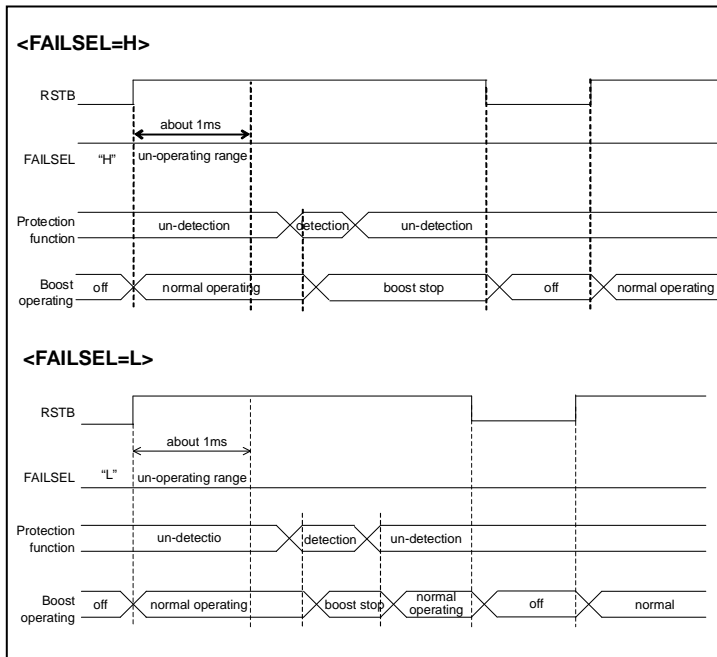 <FAILSEL=H>
RSTB
about 1ms
FAILSEL "H" un-operating range
Protection function
un-detection detection un-detection
Boost operating
off normal operating boost stop off normal operating
<FAILSEL=L>
RSTB
about 1ms
FAILSEL "L" un-operating range
Protection function
un-detectio detection un-detection
Boost operating
off normal operating boost stop normal operating off normal